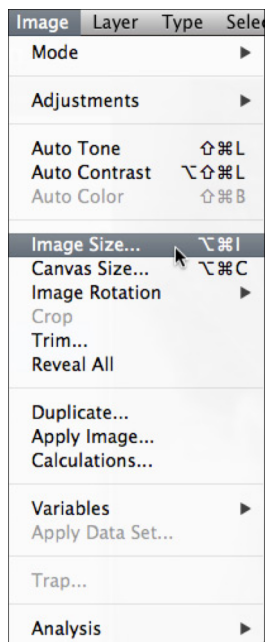 Image Layer Type
Mode ▶
Adjustments ▶
Auto Tone ⇧⌘L
Auto Contrast ⌥⇧⌘L
Auto Color ⇧⌘B
Image Size... ⌥⌘I
Canvas Size... ⌥⌘C
Image Rotation ▶
Crop
Trim...
Reveal All
Duplicate...
Apply Image...
Calculations...
Variables ▶
Apply Data Set...
Trap...
Analysis ▶